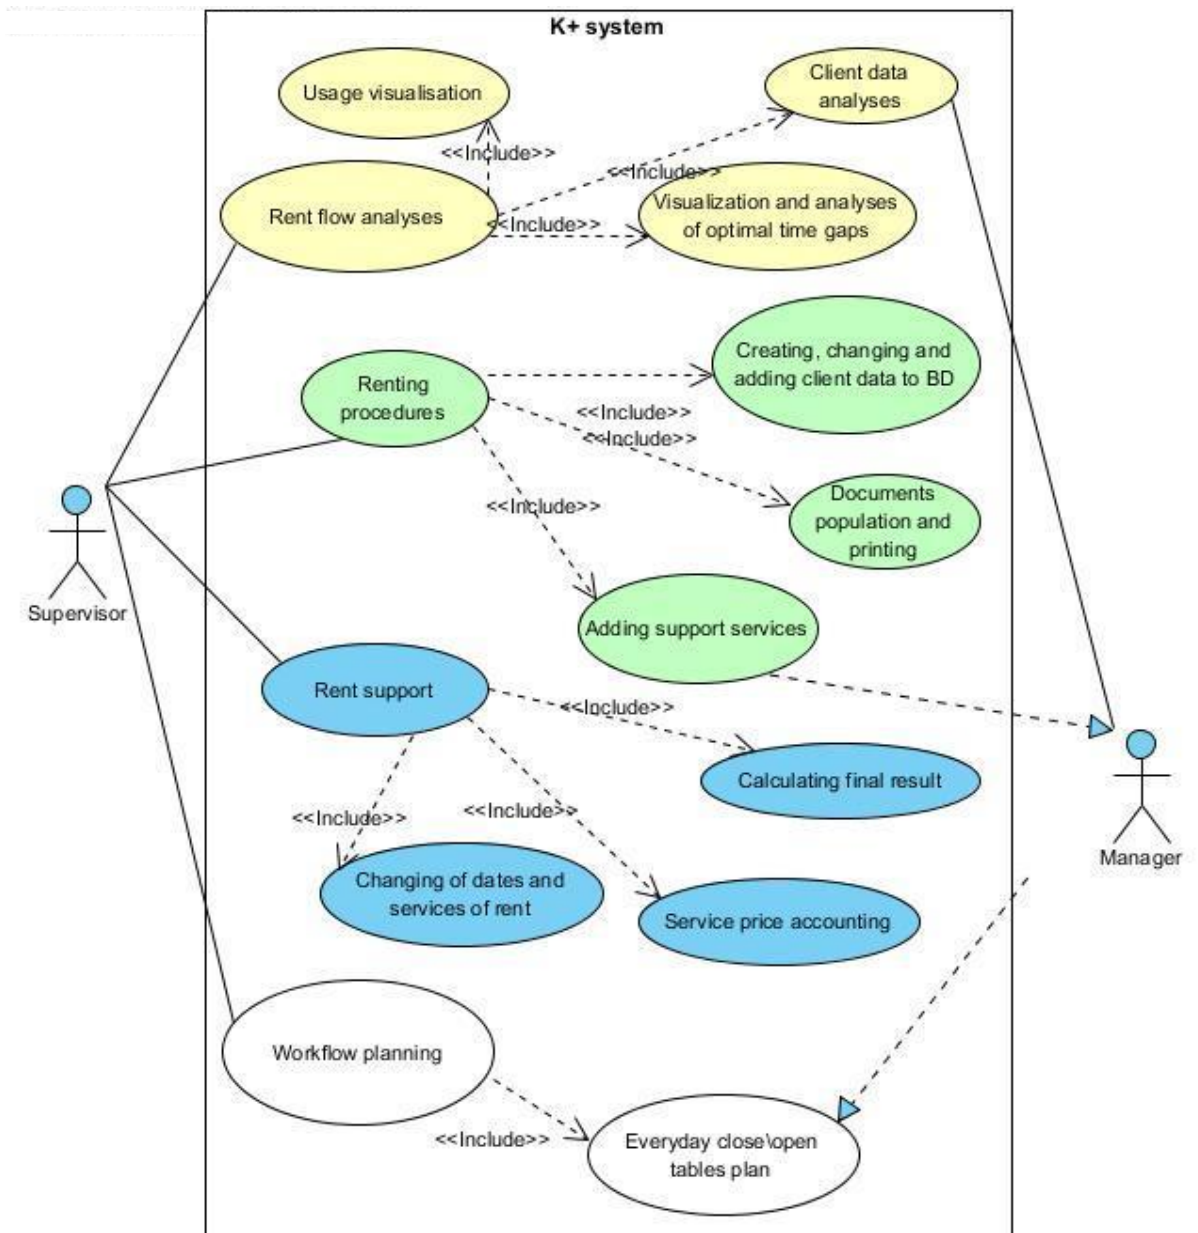 K+ system
Usage visualisation
Client data
analyses
<<Include>>
<<Include>>
Rent flow analyses
<<Include>>
Visualization and analyses
of optimal time gaps
Creating, changing and
adding client data to BD
Renting
procedures
<<Include>>
<<Include>>
<<Include>>
Documents
population and
printing
Supervisor
Adding support services
Rent support
<<Include>>
Calculating final result
<<Include>>
<<Include>>
Manager
Changing of dates and
services of rent
Service price accounting
Workflow planning
<<Include>>
Everyday close\open
tables plan